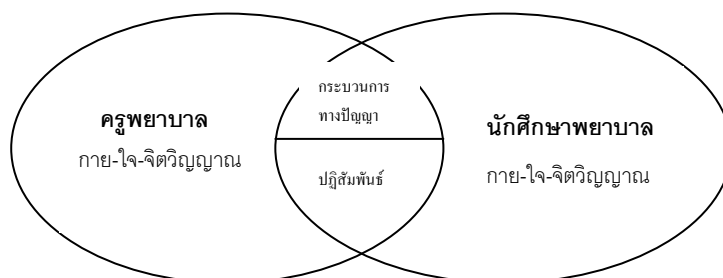 ครูพยาบาล
กาย-ใจ-จิตวิญญาณ
กระบวนการ
ทางปัญญา
ปฏิสัมพันธ์
นักศึกษาพยาบาล
กาย-ใจ-จิตวิญญาณ